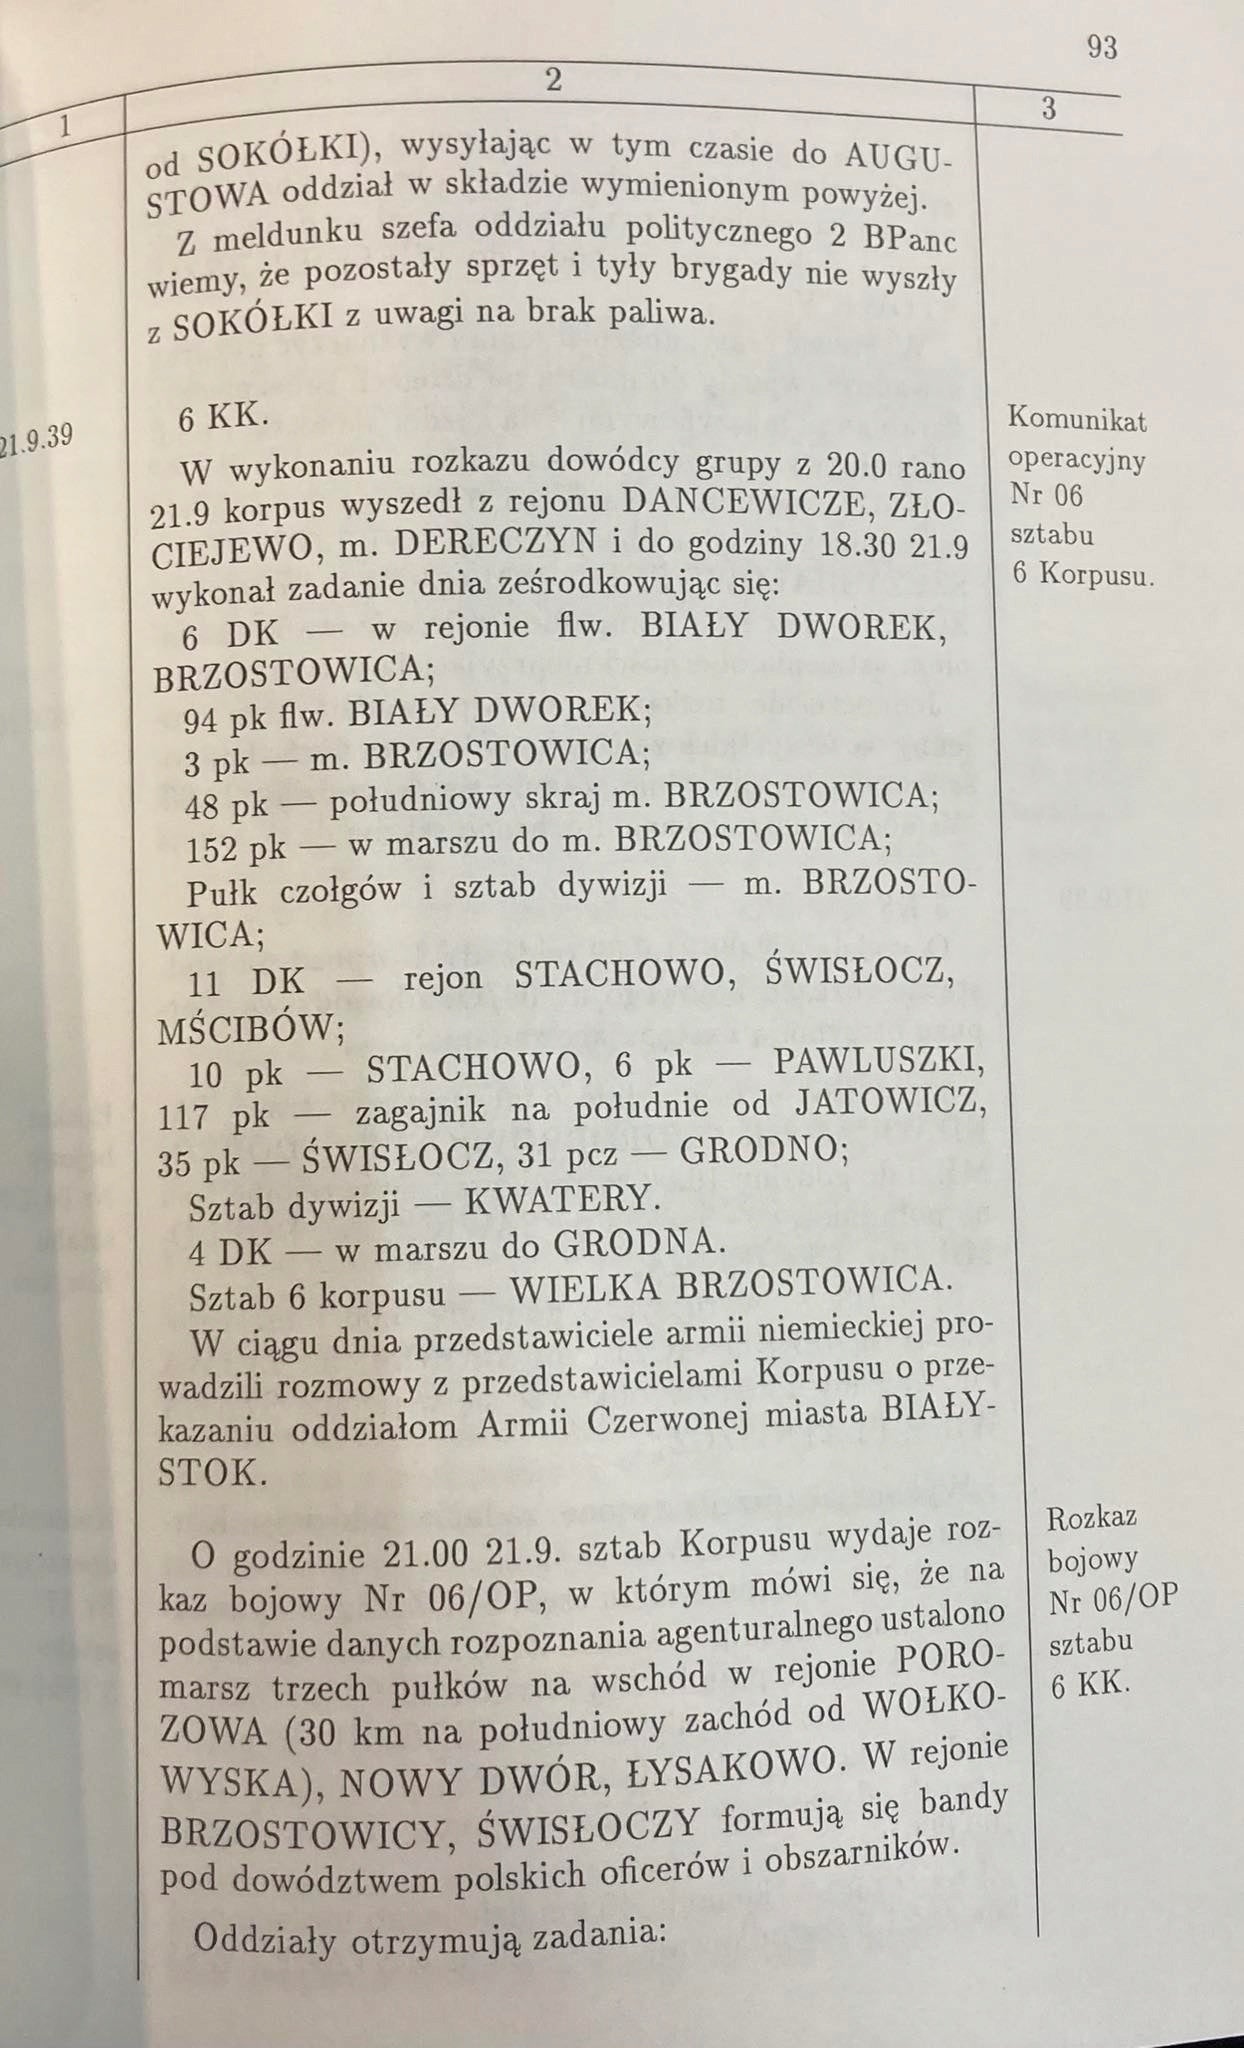 93
1
2
3
od SOKÓŁKI), wysyłając w tym czasie do AUGU-
STOWA oddział w składzie wymienionym powyżej.
Z meldunku szefa oddziału politycznego 2 BPanc
wiemy, że pozostały sprzęt i tyły brygady nie wyszły
z SOKÓŁKI z uwagi na brak paliwa.
21.9.39
6 KK.
W wykonaniu rozkazu dowódcy grupy z 20.0 rano
21.9 korpus wyszedł z rejonu DANCEWICZE, ZŁO-
CIEJEWO, m. DERECZYN i do godziny 18.30 21.9
wykonał zadanie dnia ześrodkowując się:
6 DK — w rejonie flw. BIAŁY DWOREK,
BRZOSTOWICA;
94 pk flw. BIAŁY DWOREK;
3 pk — m. BRZOSTOWICA;
48 pk — południowy skraj m. BRZOSTOWICA;
152 pk — w marszu do m. BRZOSTOWICA;
Pułk czołgów i sztab dywizji — m. BRZOSTO-
WICA;
11 DK — rejon STACHOWO, ŚWISŁOCZ,
MŚCIBÓW;
10 pk — STACHOWO, 6 pk — PAWLUSZKI,
117 pk — zagajnik na południe od JATOWICZ,
35 pk — ŚWISŁOCZ, 31 pcz — GRODNO;
Sztab dywizji — KWATERY.
4 DK — w marszu do GRODNA.
Sztab 6 korpusu — WIELKA BRZOSTOWICA.
W ciągu dnia przedstawiciele armii niemieckiej pro-
wadzili rozmowy z przedstawicielami Korpusu o prze-
kazaniu oddziałom Armii Czerwonej miasta BIAŁY-
STOK.
Komunikat
operacyjny
Nr 06
sztabu
6 Korpusu.
O godzinie 21.00 21.9. sztab Korpusu wydaje roz-
kaz bojowy Nr 06/OP, w którym mówi się, że na
podstawie danych rozpoznania agenturalnego ustalono
marsz trzech pułków na wschód w rejonie PORO-
ZOWA (30 km na południowy zachód od WOŁKO-
WYSKA), NOWY DWÓR, ŁYSAKOWO. W rejonie
BRZOSTOWICY, ŚWISŁOCZY formują się bandy
pod dowództwem polskich oficerów i obszarników.
Oddziały otrzymują zadania:
Rozkaz
bojowy
Nr 06/OP
sztabu
6 KK.